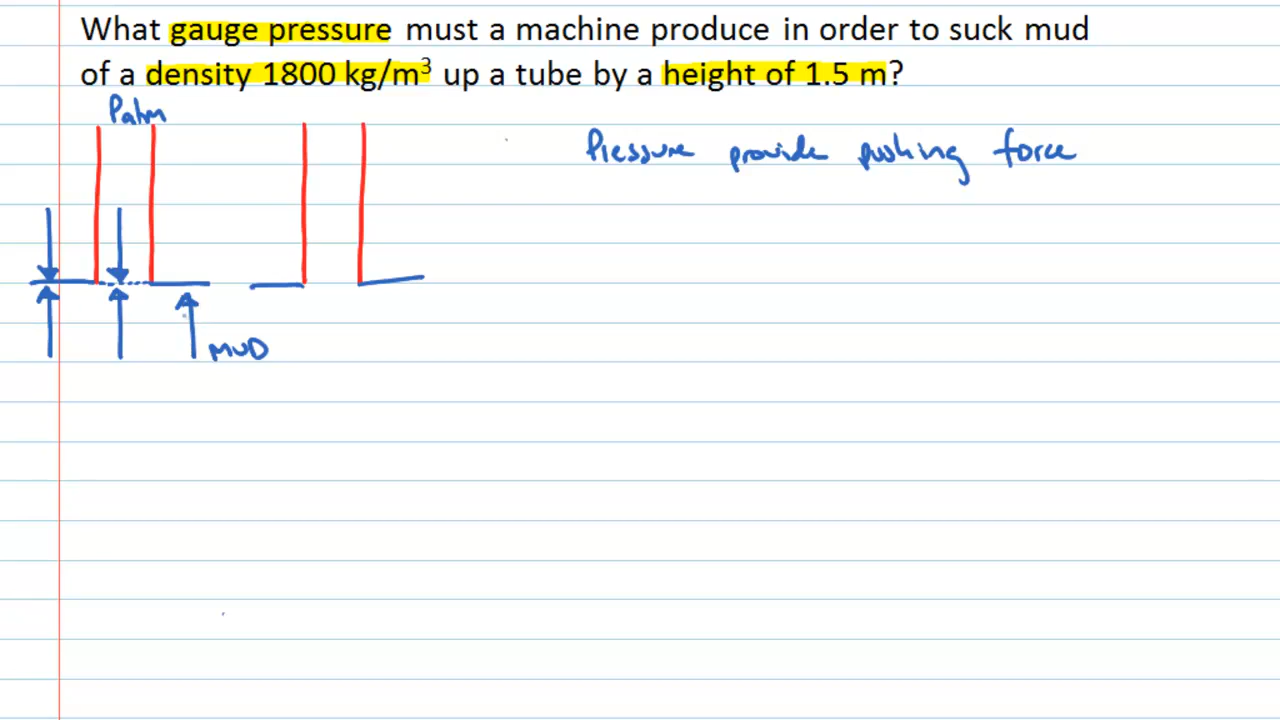 What gauge pressure must a machine produce in order to suck mud
of a density 1800 kg/m³ up a tube by a height of 1.5 m?
Patm
Pressure provide pushing force
MUD